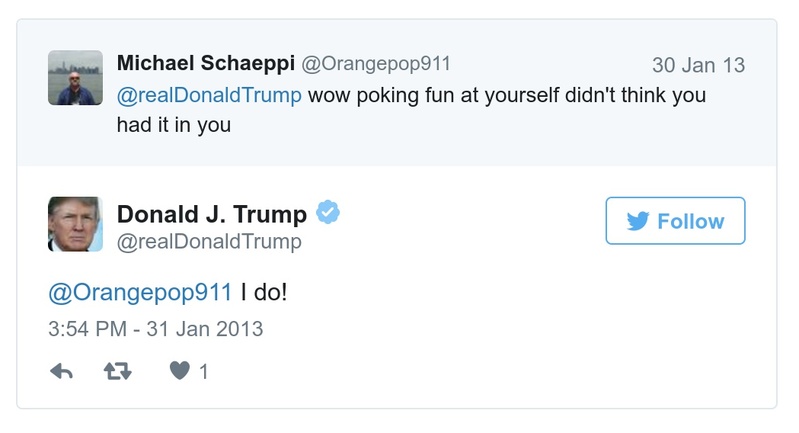 Michael Schaeppi @Orangepop911 30 Jan 13
@realDonaldTrump wow poking fun at yourself didn't think you
had it in you
Donald J. Trump
@realDonaldTrump
Follow
@Orangepop911 I do!
3:54 PM - 31 Jan 2013
1